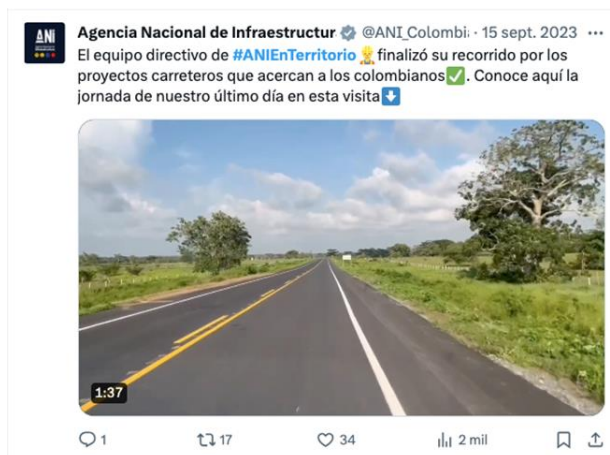 ANi
Agencia Nacional de Infraestructur @ANI_Colombi · 15 sept. 2023
El equipo directivo de #ANIEnTerritorio👷 finalizó su recorrido por los
proyectos carreteros que acercan a los colombianos✅. Conoce aquí la
jornada de nuestro último día en esta visita⬇️
1:37
1 17 34 2 mil